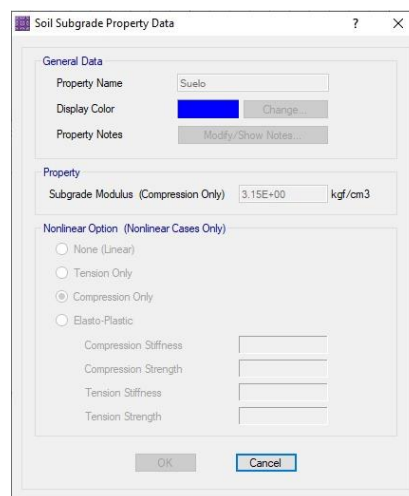 Soil Subgrade Property Data ?
General Data
Property Name Suelo
Display Color Change...
Property Notes Modify/Show Notes...
Property
Subgrade Modulus (Compression Only) 3.15E+00 kgf/cm3
Nonlinear Option (Nonlinear Cases Only)
None (Linear)
Tension Only
Compression Only
Elasto-Plastic
Compression Stiffness
Compression Strength
Tension Stiffness
Tension Strength
OK Cancel